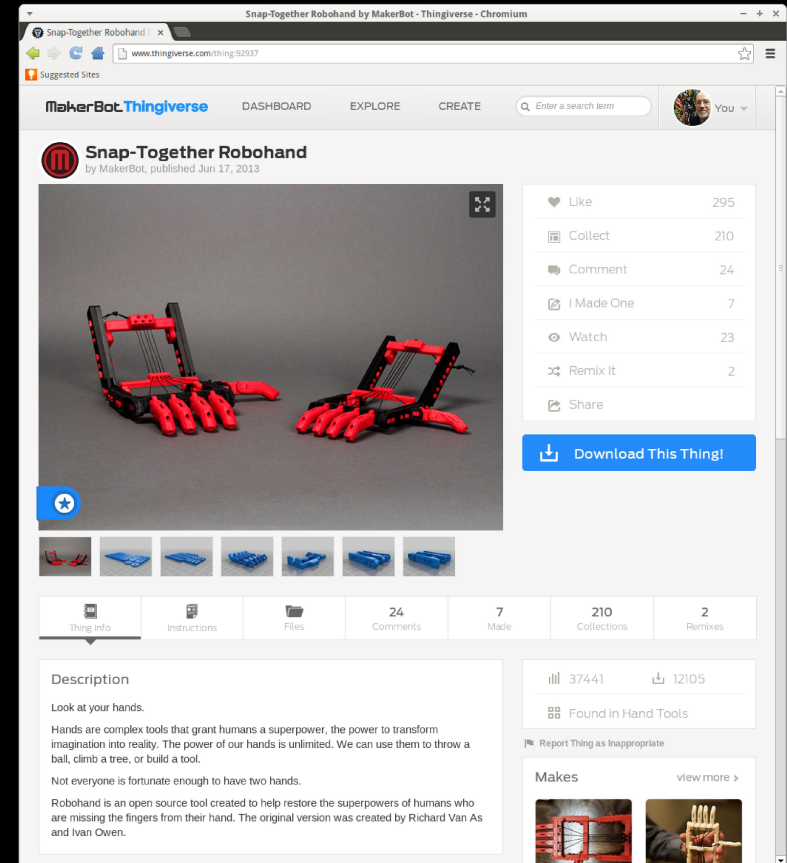 Snap-Together Robohand by MakerBot - Thingiverse - Chromium
Snap-Together Robohand b
www.thingiverse.com/thing:92937
Suggested Sites
MakerBot Thingiverse
DASHBOARD
EXPLORE
CREATE
Enter a search term
You
Snap-Together Robohand
by MakerBot, published Jun 17, 2013
Like 295
Collect 210
Comment 24
I Made One 7
Watch 23
Remix It 2
Share
Download This Thing!
Thing Info
Instructions
Files
24
Comments
7
Made
210
Collections
2
Remixes
Description
Look at your hands.
Hands are complex tools that grant humans a superpower, the power to transform
imagination into reality. The power of our hands is unlimited. We can use them to throw a
ball, climb a tree, or build a tool.
Not everyone is fortunate enough to have two hands.
Robohand is an open source tool created to help restore the superpowers of humans who
are missing the fingers from their hand. The original version was created by Richard Van As
and Ivan Owen.
37441 12105
Found in Hand Tools
Report Thing as Inappropriate
Makes
view more